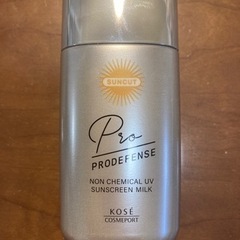 SUNCUT
Pro
PRODEFENSE
NON CHEMICAL UV
SUNSCREEN MILK
KOSÉ
COSMEPORT